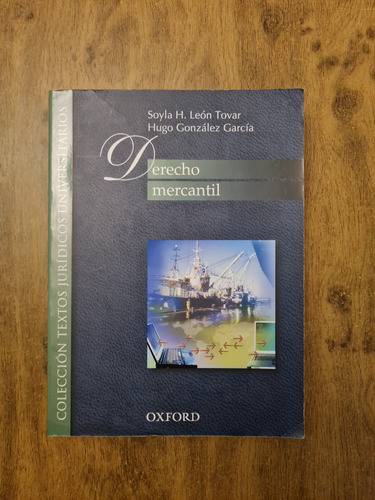 Soyla H. León Tovar
Hugo González García
Derecho
mercantil
OXFORD
COLECCIÓN TEXTOS JURÍDICOS UNIVERSITARIOS